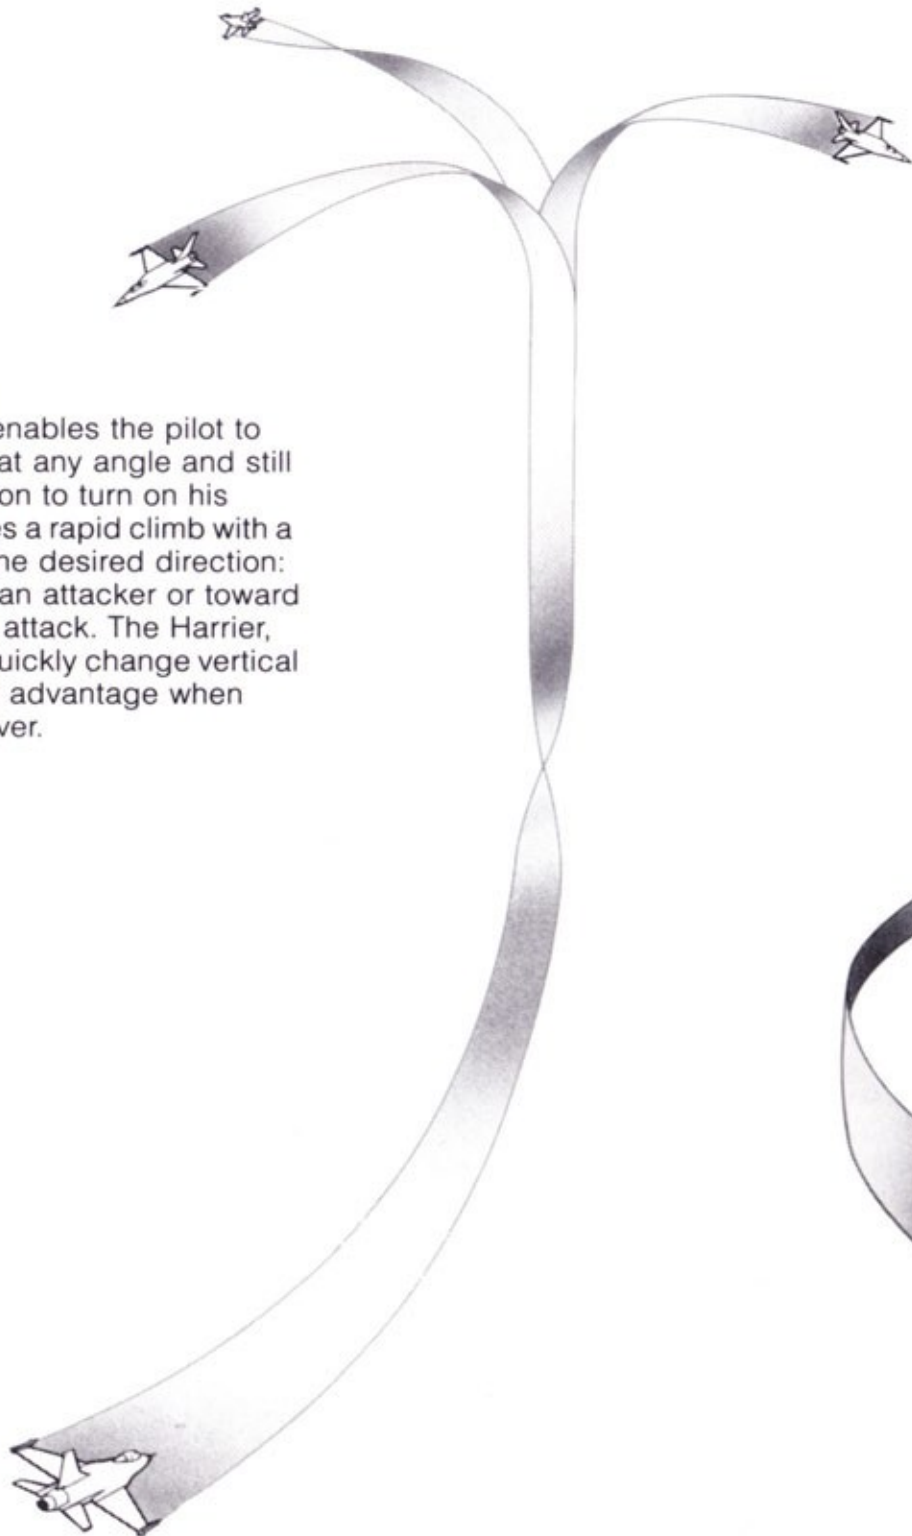 enables the pilot to
at any angle and still
on to turn on his
es a rapid climb with a
ne desired direction:
an attacker or toward
attack. The Harrier,
uickly change vertical
advantage when
ver.